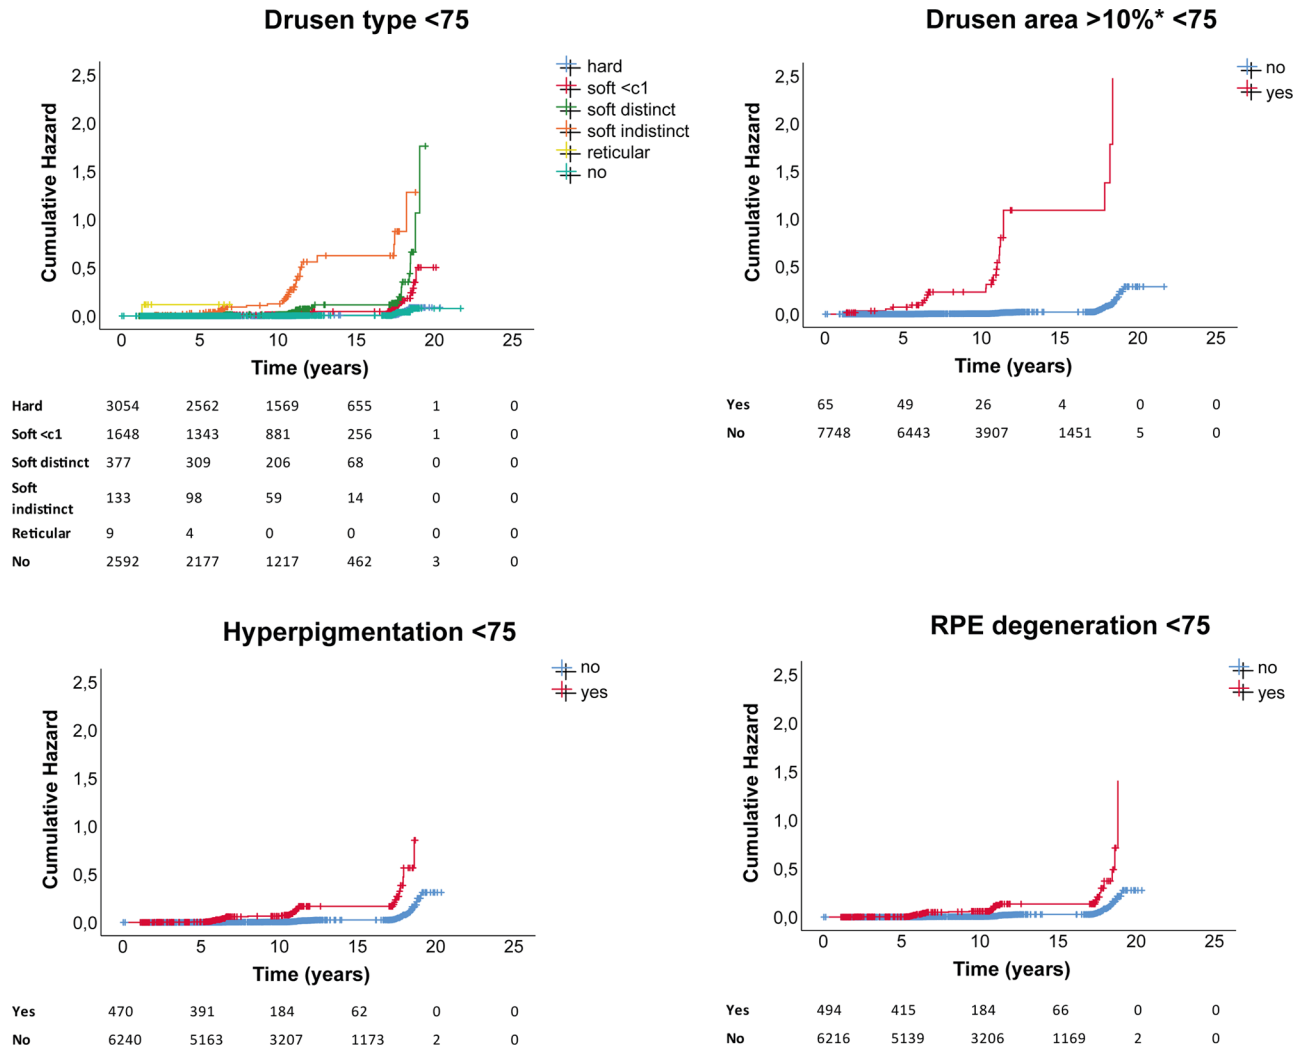 Drusen type <75
hard
soft <c1
soft distinct
soft indistinct
reticular
no
Cumulative Hazard
2,5
2,0
1,5
1,0
0,5
0,0
0 5 10 15 20 25
Time (years)
Hard 3054 2562 1569 655 1 0
Soft <c1 1648 1343 881 256 1 0
Soft distinct 377 309 206 68 0 0
Soft
indistinct 133 98 59 14 0 0
Reticular 9 4 0 0 0 0
No 2592 2177 1217 462 3 0
Drusen area >10%* <75
no
yes
Cumulative Hazard
2,5
2,0
1,5
1,0
0,5
0,0
0 5 10 15 20 25
Time (years)
Yes 65 49 26 4 0 0
No 7748 6443 3907 1451 5 0
Hyperpigmentation <75
no
yes
Cumulative Hazard
2,5
2,0
1,5
1,0
0,5
0,0
0 5 10 15 20 25
Time (years)
Yes 470 391 184 62 0 0
No 6240 5163 3207 1173 2 0
RPE degeneration <75
no
yes
Cumulative Hazard
2,5
2,0
1,5
1,0
0,5
0,0
0 5 10 15 20 25
Time (years)
Yes 494 415 184 66 0 0
No 6216 5139 3206 1169 2 0